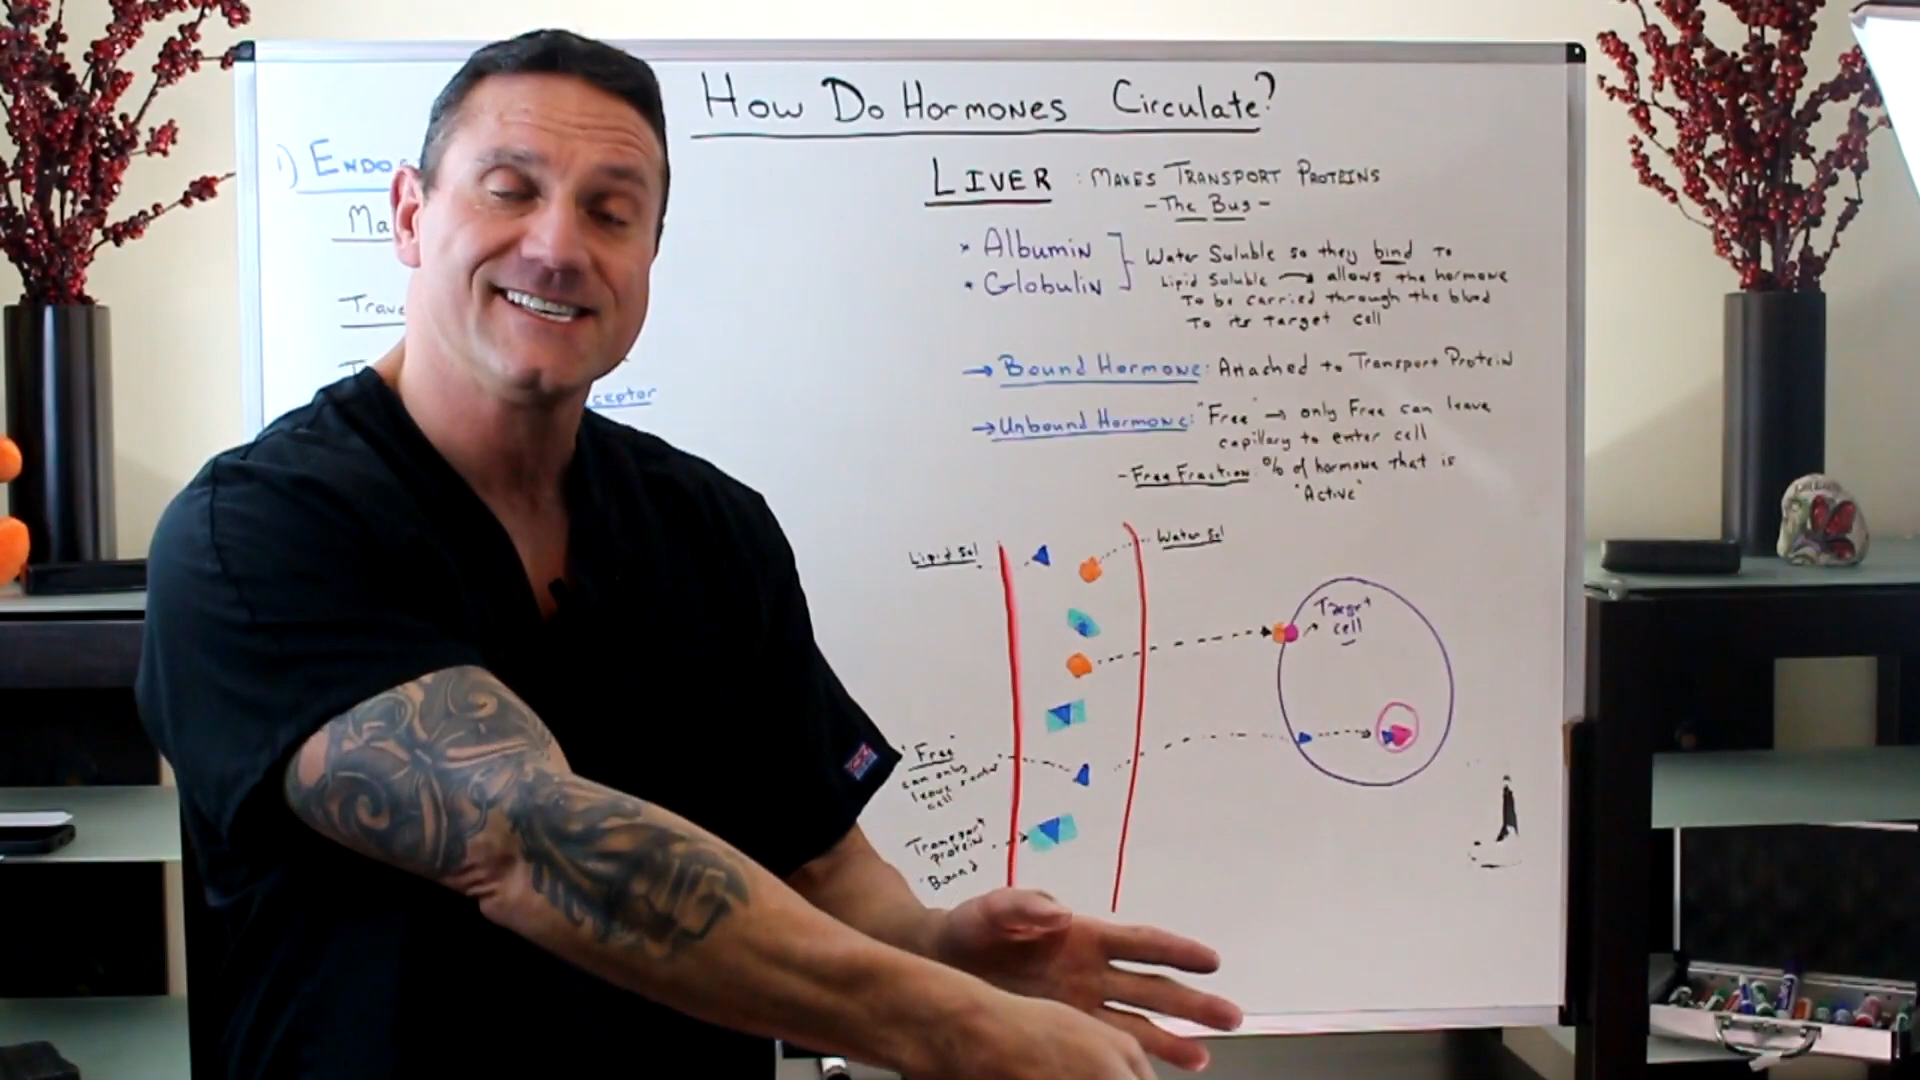 How Do Hormones Circulate?
1) Endo
Ma
Trave
ceptor
LIVER : Makes Transport Proteins
- The Bus -
* Albumin
* Globulin
Water Soluble so they bind to
Lipid Soluble → allows the hormone
to be carried through the blood
to its target cell
→ Bound Hormone: Attached to Transport Protein
→ Unbound Hormone: "Free" → only Free can leave
capillary to enter cell
- Free Fraction: % of hormone that is
"Active"
Lipid Sol
Water Sol
Target
cell
"Free"
can only
leave + enter
cell
Transport
protein
"Bound